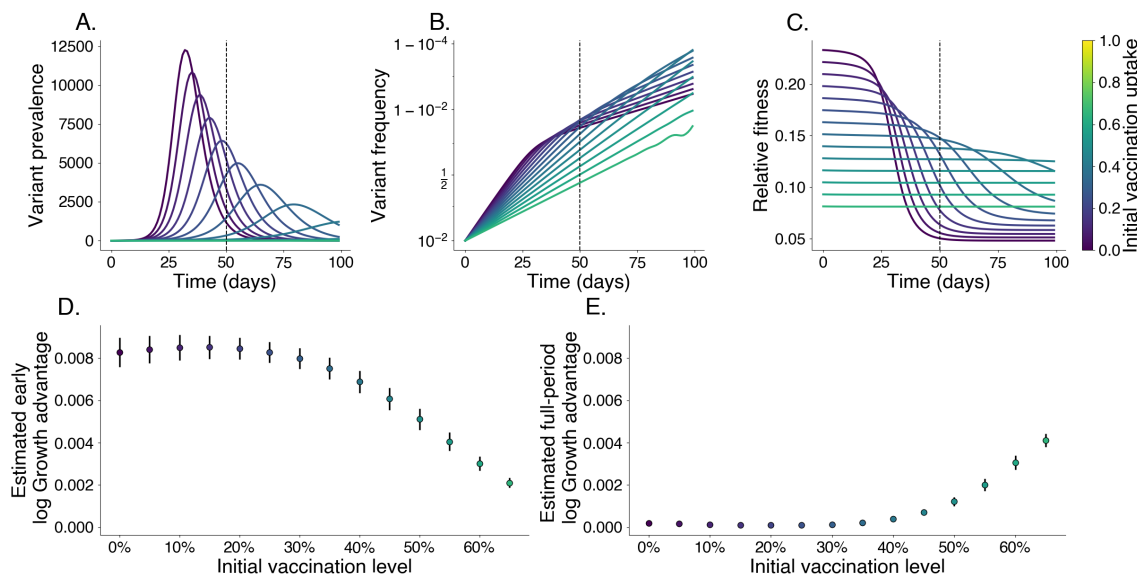 A.
B.
C.
Variant prevalence
12500
10000
7500
5000
2500
0
0
25
50
75
100
Time (days)
Variant frequency
1 − 10⁻⁴
1 − 10⁻²
1/2
10⁻²
0
25
50
75
100
Time (days)
Relative fitness
0.20
0.15
0.10
0.05
0
25
50
75
100
Time (days)
1.0
0.8
0.6
0.4
0.2
0.0
Initial vaccination uptake
D.
E.
Estimated early
log Growth advantage
0.008
0.006
0.004
0.002
0.000
0%
10%
20%
30%
40%
50%
60%
Initial vaccination level
Estimated full-period
log Growth advantage
0.008
0.006
0.004
0.002
0.000
0%
10%
20%
30%
40%
50%
60%
Initial vaccination level